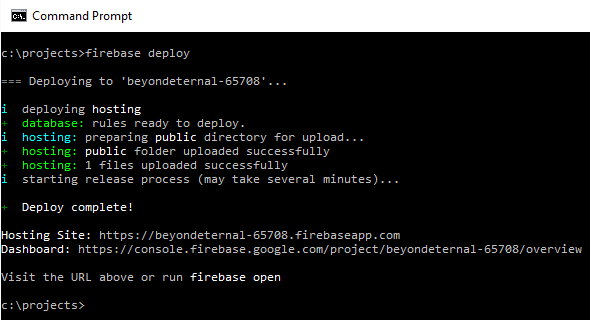 Command Prompt
c:\projects>firebase deploy
=== Deploying to 'beyondeternal-65708'...
i  deploying hosting
+  database: rules ready to deploy.
i  hosting: preparing public directory for upload...
+  hosting: public folder uploaded successfully
+  hosting: 1 files uploaded successfully
i  starting release process (may take several minutes)...
+  Deploy complete!
Hosting Site: https://beyondeternal-65708.firebaseapp.com
Dashboard: https://console.firebase.google.com/project/beyondeternal-65708/overview
Visit the URL above or run firebase open
c:\projects>